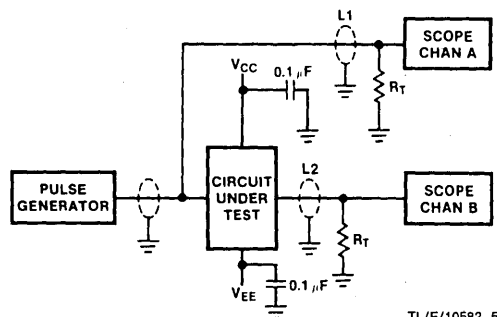 L1
SCOPE
CHAN A
VCC
0.1 μF
RT
PULSE
GENERATOR
CIRCUIT
UNDER
TEST
L2
SCOPE
CHAN B
RT
VEE
0.1 μF
TL/F/10582-5